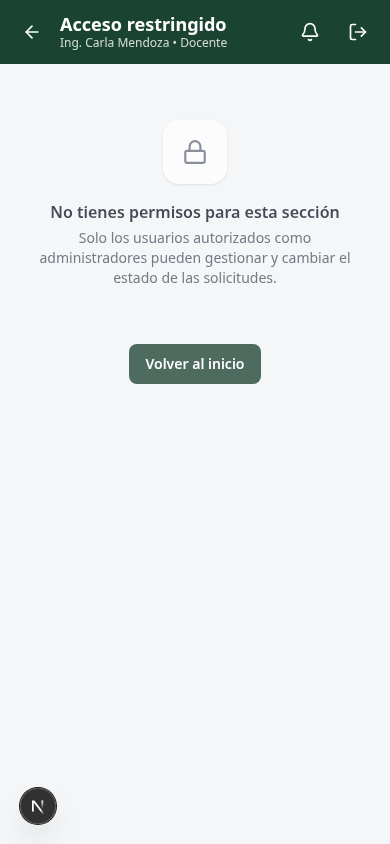 Acceso restringido
Ing. Carla Mendoza • Docente
No tienes permisos para esta sección
Solo los usuarios autorizados como
administradores pueden gestionar y cambiar el
estado de las solicitudes.
Volver al inicio
N